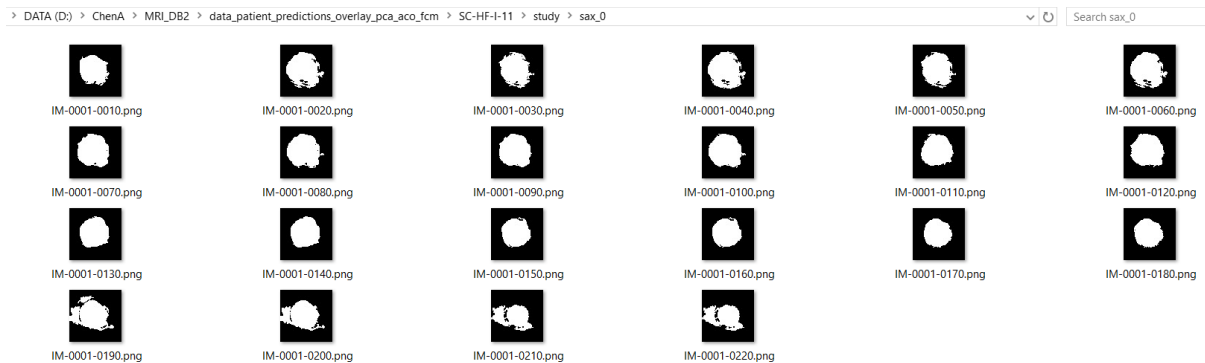 > DATA (D:) > ChenA > MRI_DB2 > data_patient_predictions_overlay_pca_aco_fcm > SC-HF-I-11 > study > sax_0 Search sax_0
IM-0001-0010.png IM-0001-0020.png IM-0001-0030.png IM-0001-0040.png IM-0001-0050.png IM-0001-0060.png
IM-0001-0070.png IM-0001-0080.png IM-0001-0090.png IM-0001-0100.png IM-0001-0110.png IM-0001-0120.png
IM-0001-0130.png IM-0001-0140.png IM-0001-0150.png IM-0001-0160.png IM-0001-0170.png IM-0001-0180.png
IM-0001-0190.png IM-0001-0200.png IM-0001-0210.png IM-0001-0220.png